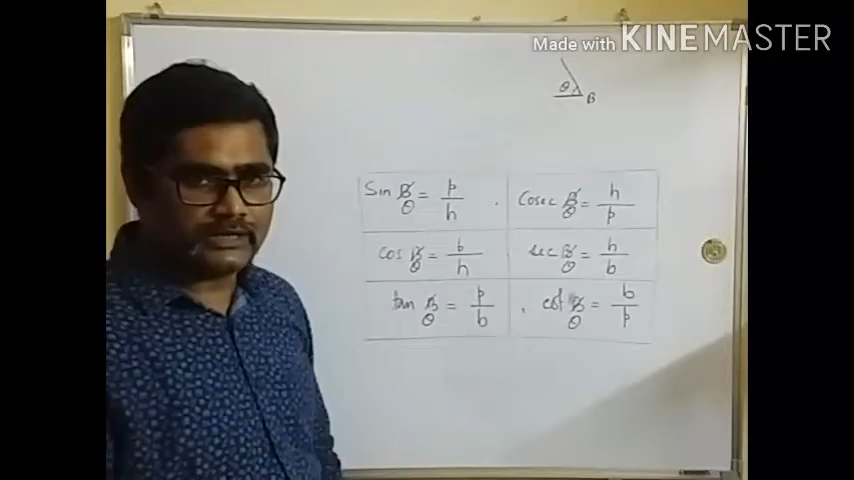 Made with KINEMASTER
θ B
Sin B θ = p/h . Cosec B θ = h/p
cos B θ = b/h sec B θ = h/b
tan B θ = p/b , cot B θ = b/p